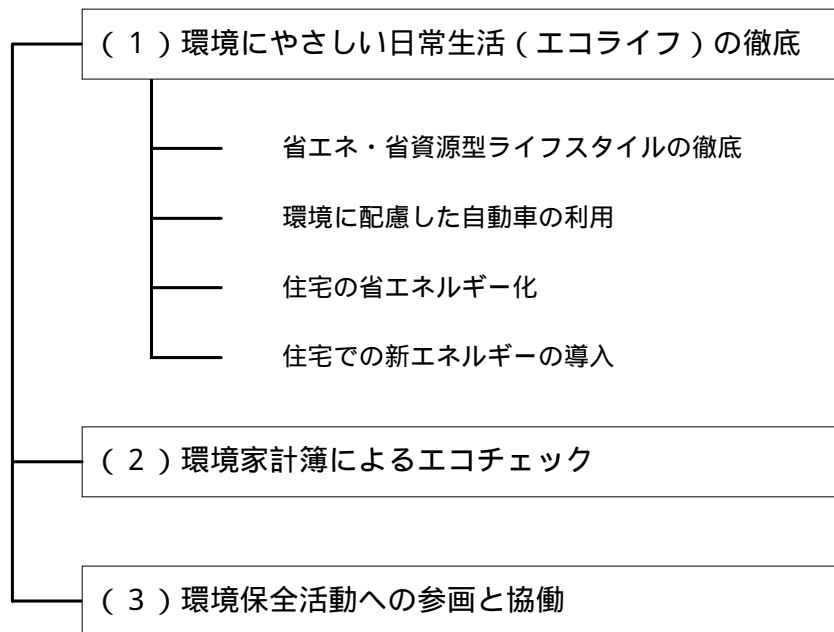 (1)環境にやさしい日常生活(エコライフ)の徹底
省エネ・省資源型ライフスタイルの徹底
環境に配慮した自動車の利用
住宅の省エネルギー化
住宅での新エネルギーの導入
(2)環境家計簿によるエコチェック
(3)環境保全活動への参画と協働